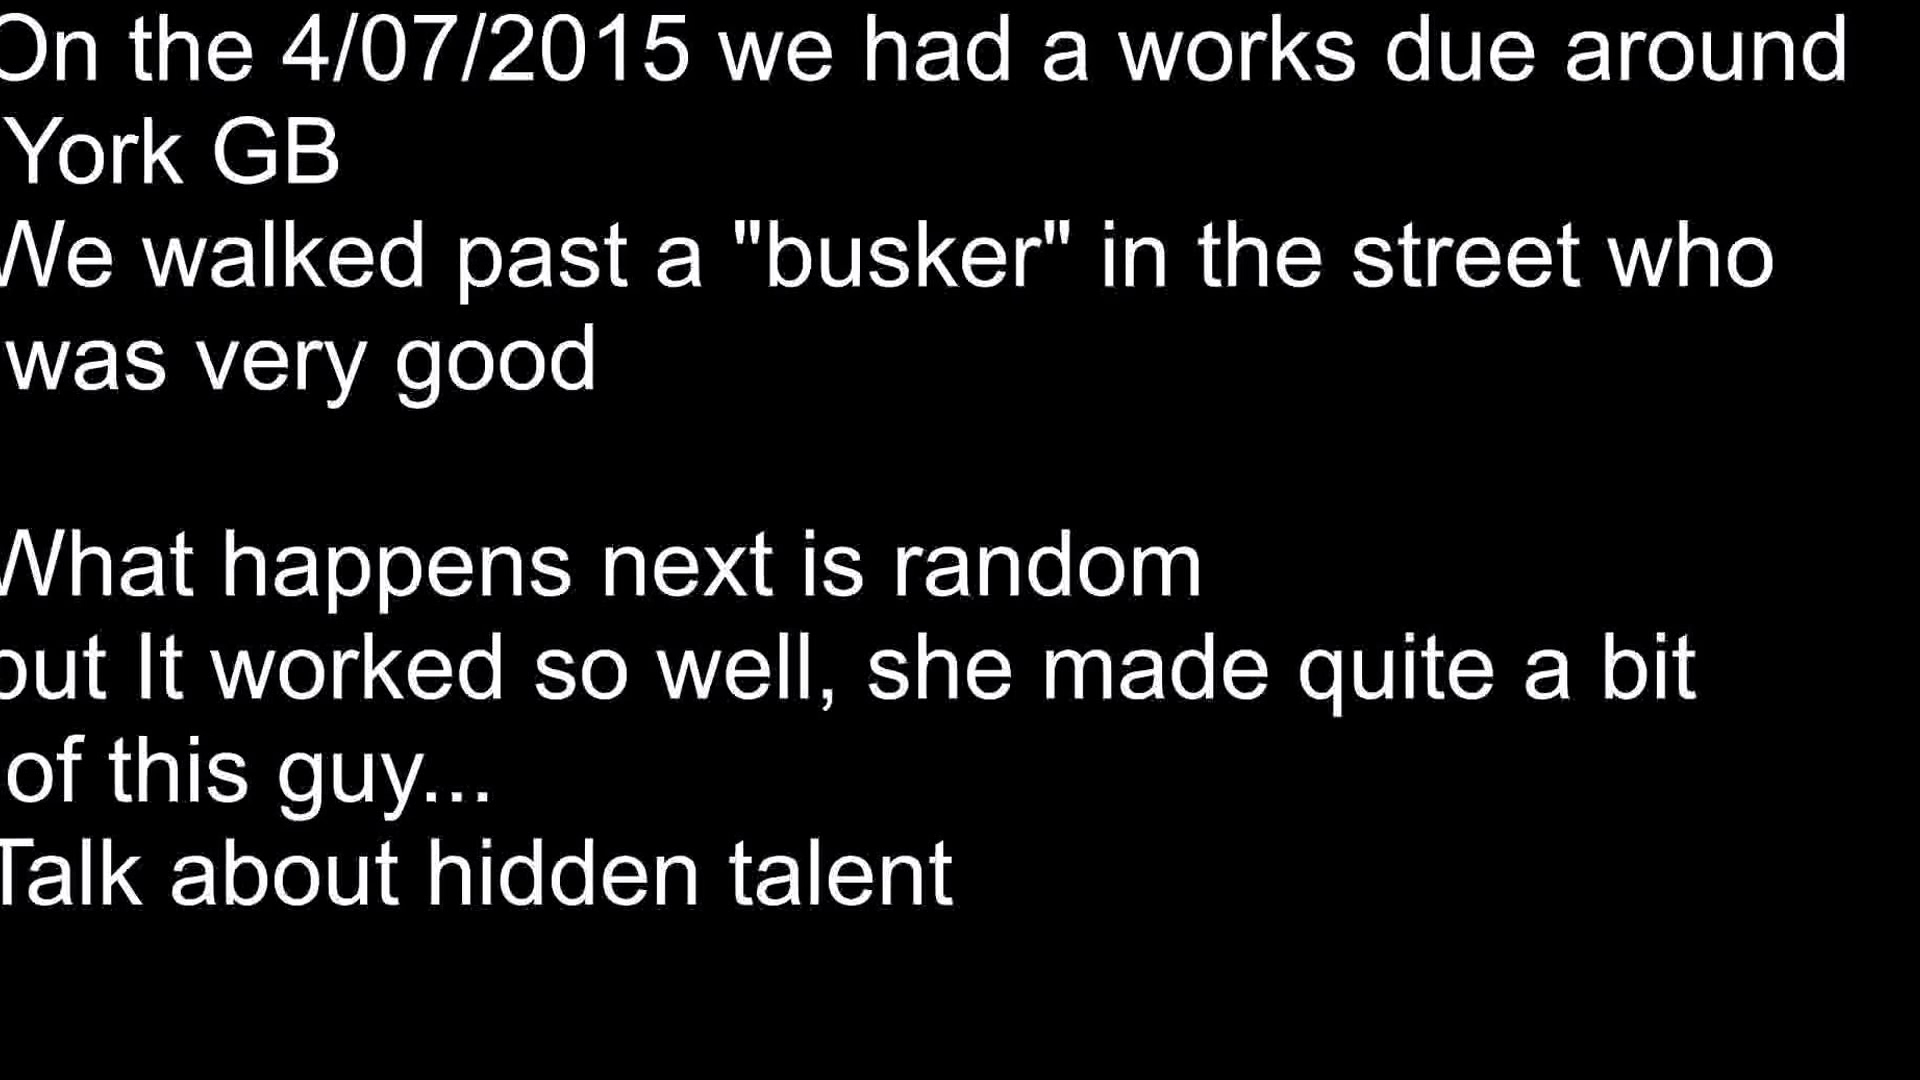 On the 4/07/2015 we had a works due around
York GB
We walked past a "busker" in the street who
was very good
What happens next is random
but It worked so well, she made quite a bit
of this guy...
Talk about hidden talent